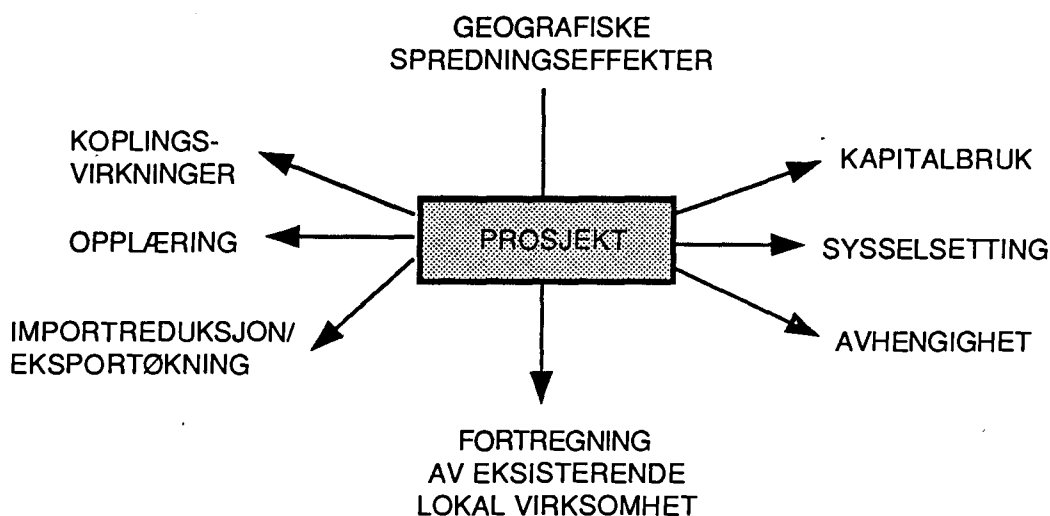 GEOGRAFISKE
SPREDNINGSEFFEKTER
KOPLINGS-
VIRKNINGER
KAPITALBRUK
OPPLÆRING
PROSJEKT
SYSSELSETTING
IMPORTREDUKSJON/
EKSPORTØKNING
AVHENGIGHET
FORTREGNING
AV EKSISTERENDE
LOKAL VIRKSOMHET